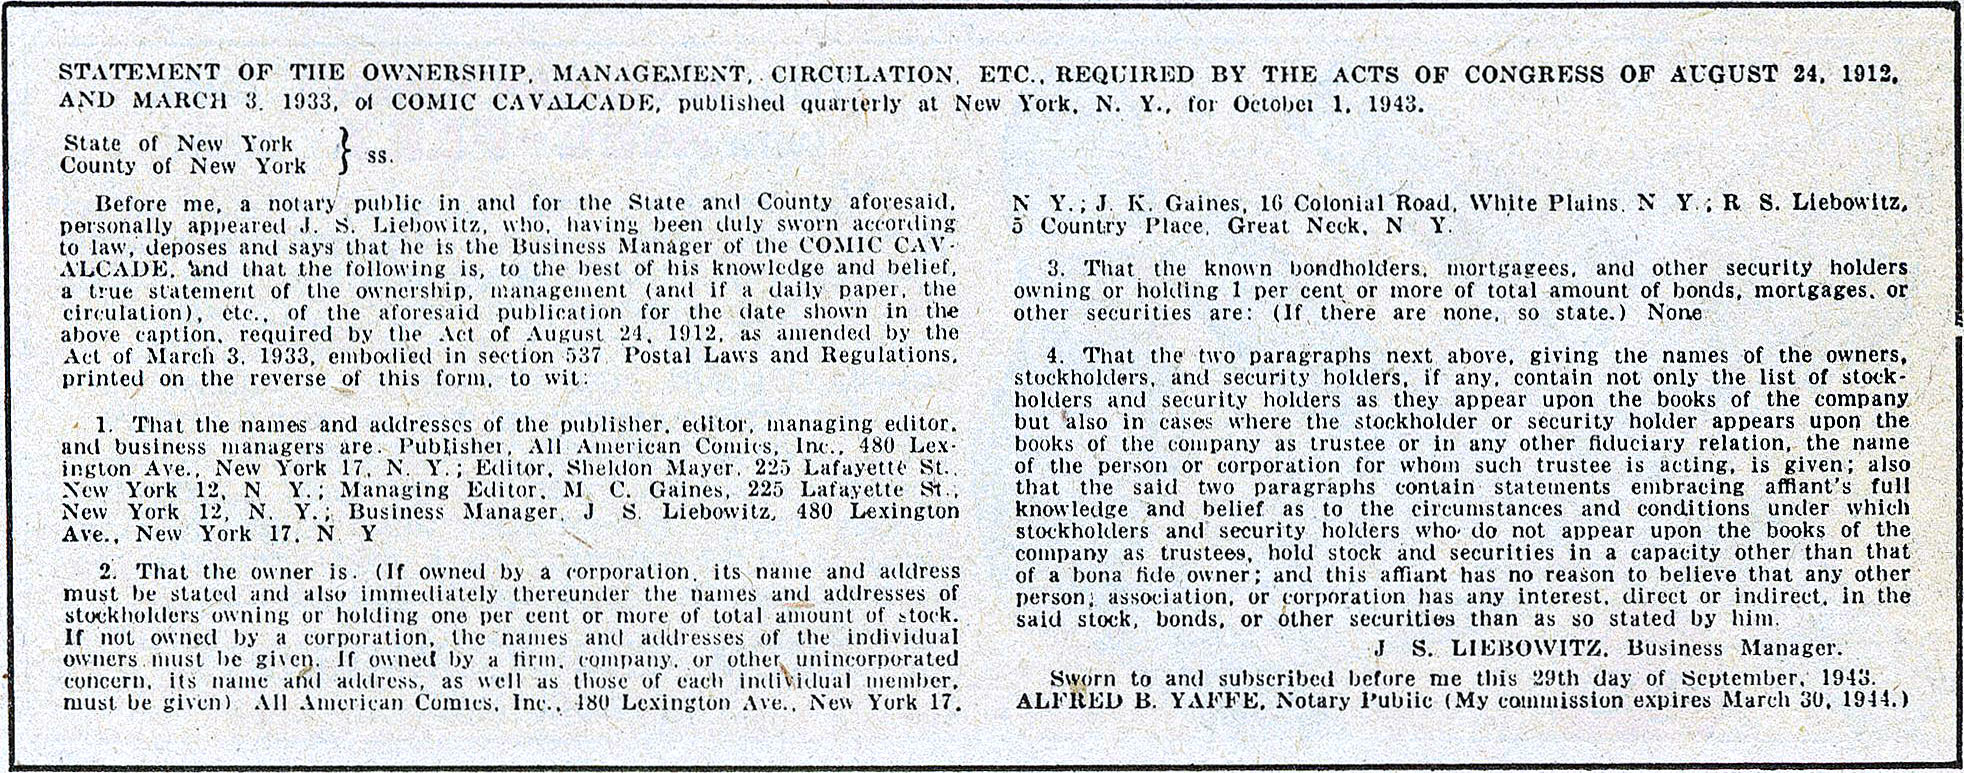 STATEMENT OF THE OWNERSHIP, MANAGEMENT, CIRCULATION, ETC., REQUIRED BY THE ACTS OF CONGRESS OF AUGUST 24, 1912,
AND MARCH 3, 1933, of COMIC CAVALCADE, published quarterly at New York, N. Y., for October 1, 1943.
State of New York
County of New York } ss.
Before me, a notary public in and for the State and County aforesaid,
personally appeared J. S. Liebowitz, who, having been duly sworn according
to law, deposes and says that he is the Business Manager of the COMIC CAV-
ALCADE, and that the following is, to the best of his knowledge and belief,
a true statement of the ownership, management (and if a daily paper, the
circulation), etc., of the aforesaid publication for the date shown in the
above caption, required by the Act of August 24, 1912, as amended by the
Act of March 3, 1933, embodied in section 537 Postal Laws and Regulations,
printed on the reverse of this form, to wit:
1. That the names and addresses of the publisher, editor, managing editor,
and business managers are. Publisher, All American Comics, Inc., 480 Lex-
ington Ave., New York 17, N. Y.; Editor, Sheldon Mayer, 225 Lafayette St.,
New York 12, N Y.; Managing Editor, M. C. Gaines, 225 Lafayette St.,
New York 12, N. Y.; Business Manager, J S. Liebowitz, 480 Lexington
Ave., New York 17, N Y
2. That the owner is. (If owned by a corporation, its name and address
must be stated and also immediately thereunder the names and addresses of
stockholders owning or holding one per cent or more of total amount of stock.
If not owned by a corporation, the names and addresses of the individual
owners must be given. If owned by a firm, company, or other unincorporated
concern, its name and address, as well as those of each individual member,
must be given) All American Comics, Inc., 480 Lexington Ave., New York 17,
N Y.; J. K. Gaines, 16 Colonial Road, White Plains, N Y.; R S. Liebowitz,
5 Country Place, Great Neck, N Y.
3. That the known bondholders, mortgagees, and other security holders
owning or holding 1 per cent or more of total amount of bonds, mortgages, or
other securities are: (If there are none, so state.) None
4. That the two paragraphs next above, giving the names of the owners,
stockholders, and security holders, if any, contain not only the list of stock-
holders and security holders as they appear upon the books of the company
but also in cases where the stockholder or security holder appears upon the
books of the company as trustee or in any other fiduciary relation, the name
of the person or corporation for whom such trustee is acting, is given; also
that the said two paragraphs contain statements embracing affiant's full
knowledge and belief as to the circumstances and conditions under which
stockholders and security holders who do not appear upon the books of the
company as trustees, hold stock and securities in a capacity other than that
of a bona fide owner; and this affiant has no reason to believe that any other
person, association, or corporation has any interest, direct or indirect, in the
said stock, bonds, or other securities than as so stated by him.
J S. LIEBOWITZ, Business Manager.
Sworn to and subscribed before me this 29th day of September, 1943.
ALFRED B. YAFFE, Notary Public (My commission expires March 30, 1944.)